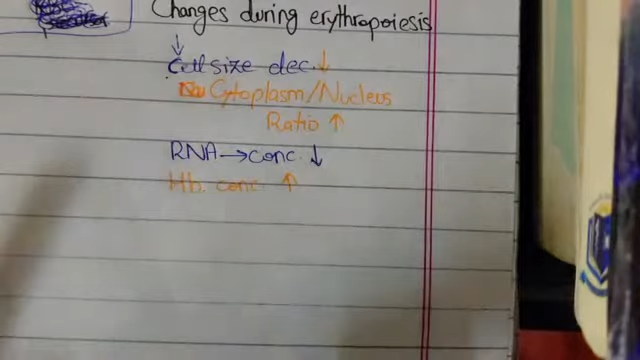 Changes during erythropoiesis
↓
Cell size dec. ↓
Cytoplasm/Nucleus
Ratio ↑
RNA → conc. ↓
Hb. conc. ↑